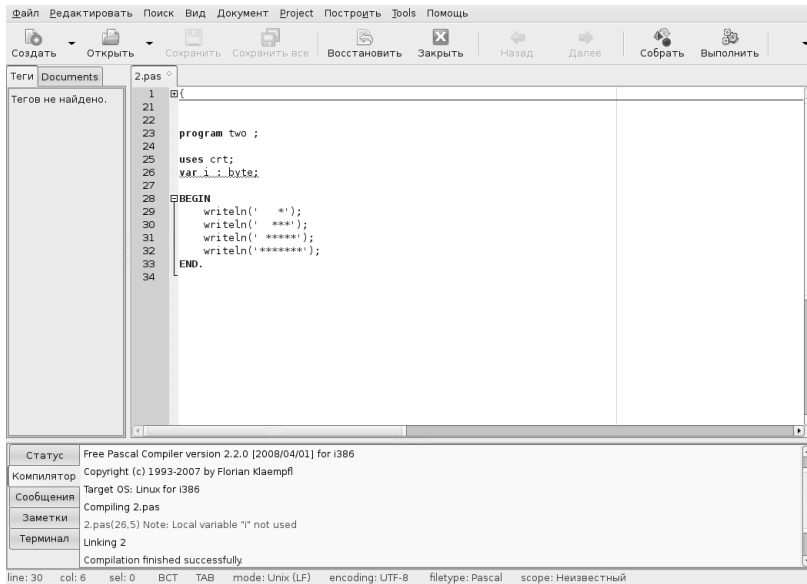 Файл Редактировать Поиск Вид Документ Project Построить Tools Помощь
Создать Открыть Сохранить Сохранить все Восстановить Закрыть Назад Далее Собрать Выполнить
Теги Documents 2.pas
Тегов не найдено.
1 {
21
22
23 program two ;
24
25 uses crt;
26 var i : byte;
27
28 BEGIN
29 writeln('   *');
30 writeln('  ***');
31 writeln(' *****');
32 writeln('*******');
33 END.
34
Статус
Компилятор
Сообщения
Заметки
Терминал
Free Pascal Compiler version 2.2.0 [2008/04/01] for i386
Copyright (c) 1993-2007 by Florian Klaempfl
Target OS: Linux for i386
Compiling 2.pas
2.pas(26,5) Note: Local variable "i" not used
Linking 2
Compilation finished successfully.
line: 30 col: 6 sel: 0 ВСТ TAB mode: Unix (LF) encoding: UTF-8 filetype: Pascal scope: Неизвестный